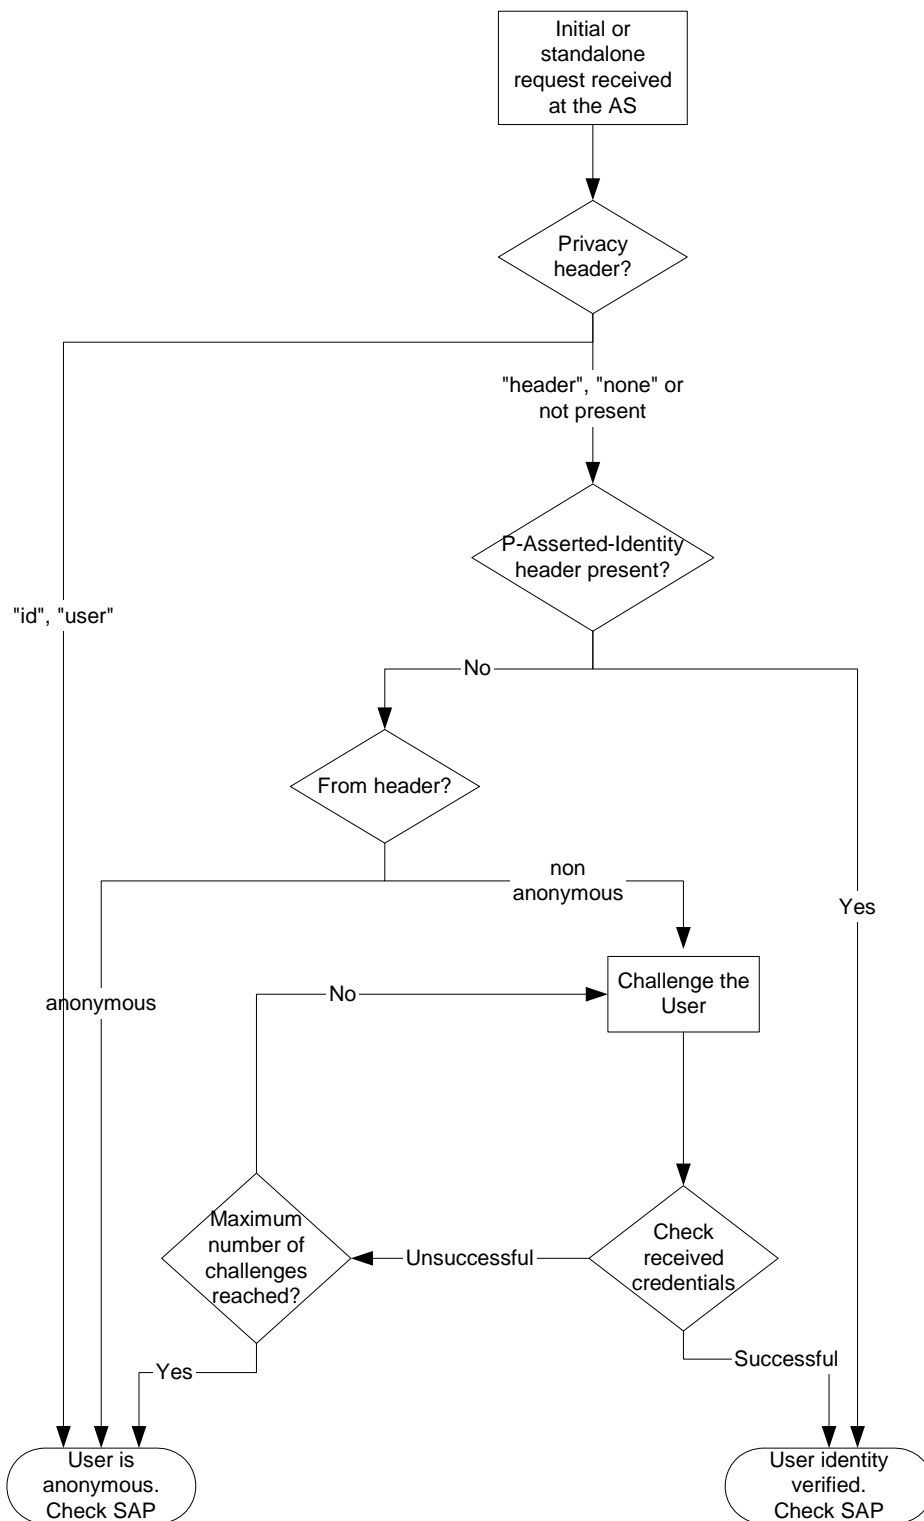 Initial or
standalone
request received
at the AS
Privacy
header?
"header", "none" or
not present
P-Asserted-Identity
header present?
"id", "user"
No
From header?
non
anonymous
Yes
anonymous
No
Challenge the
User
Maximum
number of
challenges
reached?
Unsuccessful
Check
received
credentials
Yes
Successful
User is
anonymous.
Check SAP
User identity
verified.
Check SAP